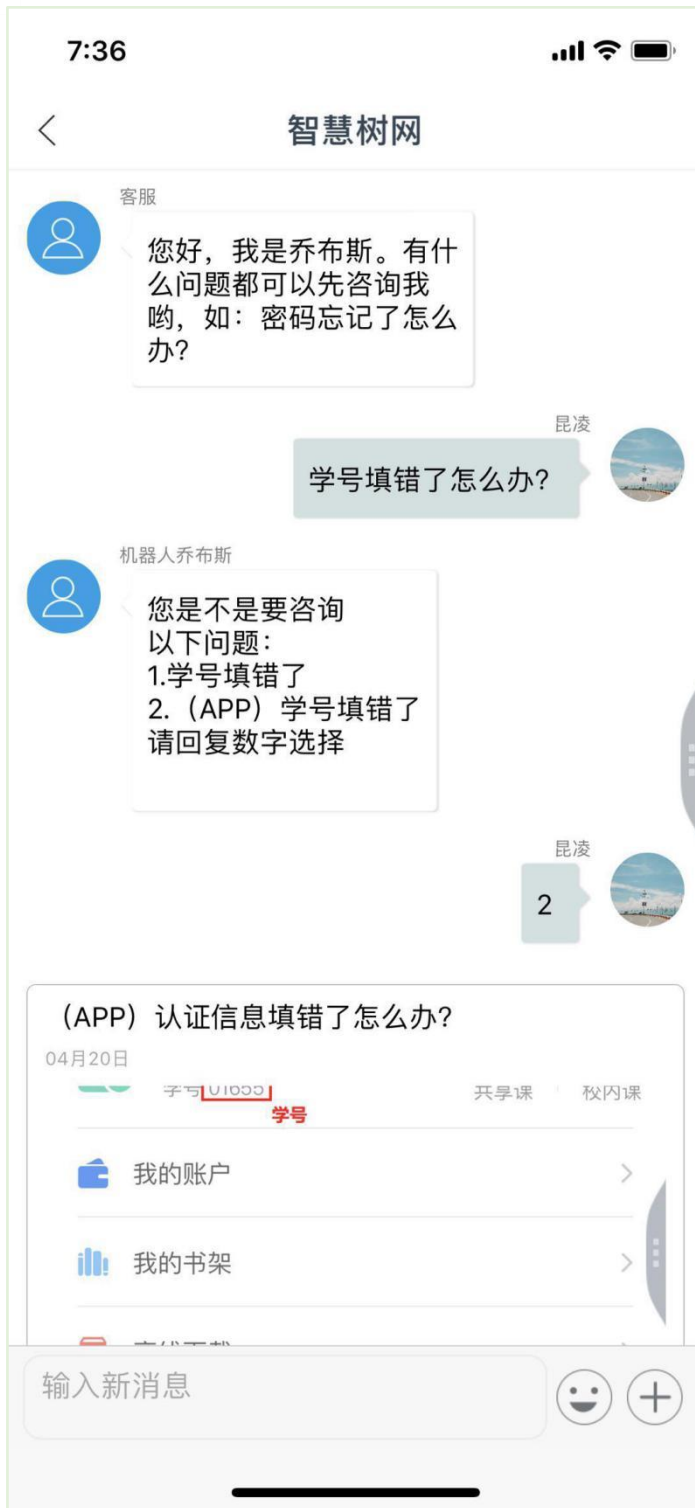 7:36
智慧树网
客服
您好，我是乔布斯。有什
么问题都可以先咨询我
哟，如：密码忘记了怎么
办？
昆凌
学号填错了怎么办？
机器人乔布斯
您是不是要咨询
以下问题：
1.学号填错了
2.（APP）学号填错了
请回复数字选择
昆凌
2
（APP）认证信息填错了怎么办？
04月20日
学号 01655 共享课 校内课
学号
我的账户
我的书架
输入新消息